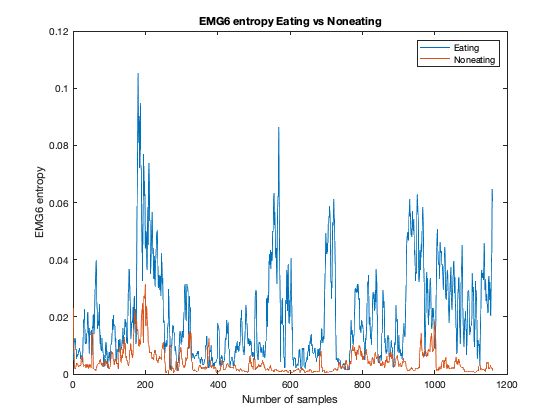 EMG6 entropy Eating vs Noneating
0.12
0.1
0.08
0.06
0.04
0.02
0
EMG6 entropy
Eating
Noneating
0 200 400 600 800 1000 1200
Number of samples